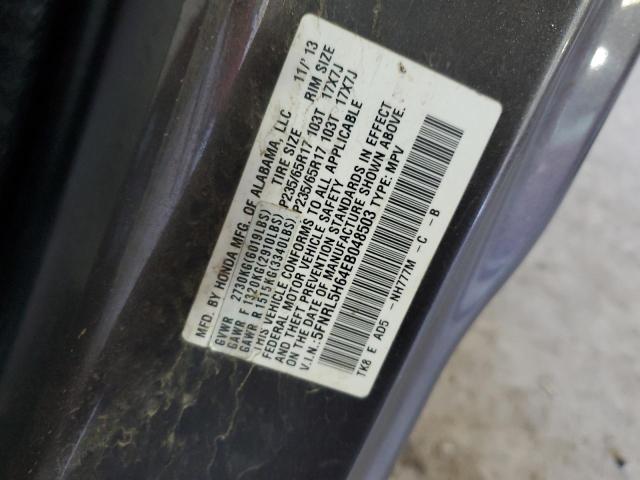 MFD. BY HONDA MFG. OF ALABAMA, LLC 11/'13
TIRE SIZE RIM SIZE
GVWR 2730KG(6019LBS)
GAWR F 1320KG(2910LBS) P235/65R17 103T 17X7J
GAWR R 1515KG(3340LBS) P235/65R17 103T 17X7J
THIS VEHICLE CONFORMS TO ALL APPLICABLE
FEDERAL MOTOR VEHICLE SAFETY
AND THEFT PREVENTION STANDARDS IN EFFECT
ON THE DATE OF MANUFACTURE SHOWN ABOVE.
V.I.N.:5FNRL5H64EB048503 TYPE: MPV
TK8 E AD5 - NH777M - C - B